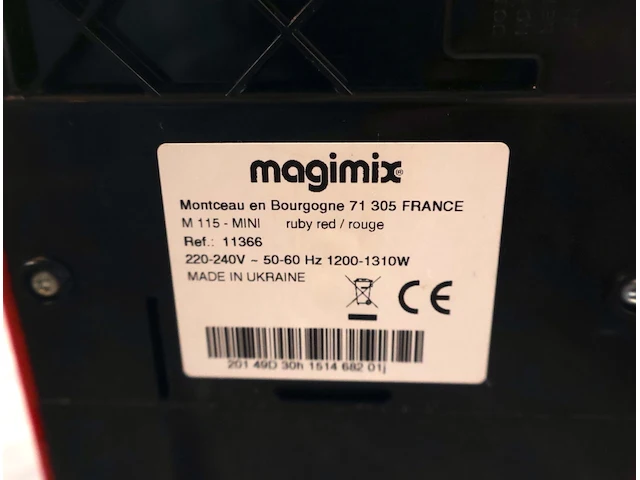 magimix®
Montceau en Bourgogne 71 305 FRANCE
M 115 - MINI ruby red / rouge
Ref.: 11366
220-240V ~ 50-60 Hz 1200-1310W
MADE IN UKRAINE
CE
201 49D 30h 1514 682 01j